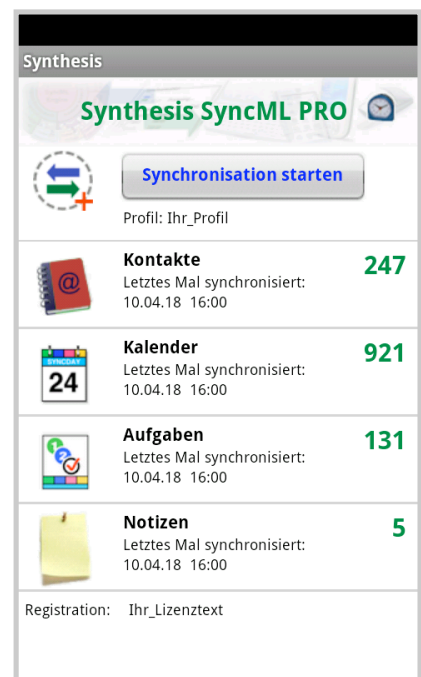 Synthesis
Synthesis SyncML PRO
Synchronisation starten
Profil: Ihr_Profil
Kontakte
247
Letztes Mal synchronisiert:
10.04.18 16:00
@
Kalender
921
Letztes Mal synchronisiert:
10.04.18 16:00
SYNCDAY
24
Aufgaben
131
Letztes Mal synchronisiert:
10.04.18 16:00
1
2
Notizen
5
Letztes Mal synchronisiert:
10.04.18 16:00
Registration: Ihr_Lizenztext